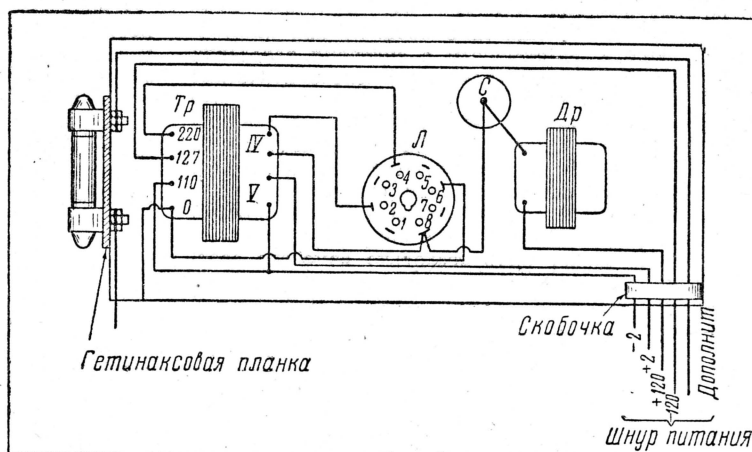 Тр
220
127
110
0
IV
V
Л
4
5
3
6
2
7
1
8
С
Др
Скобочка
Гетинаксовая планка
-2
+2
+120
-120
Дополнит
Шнур питания